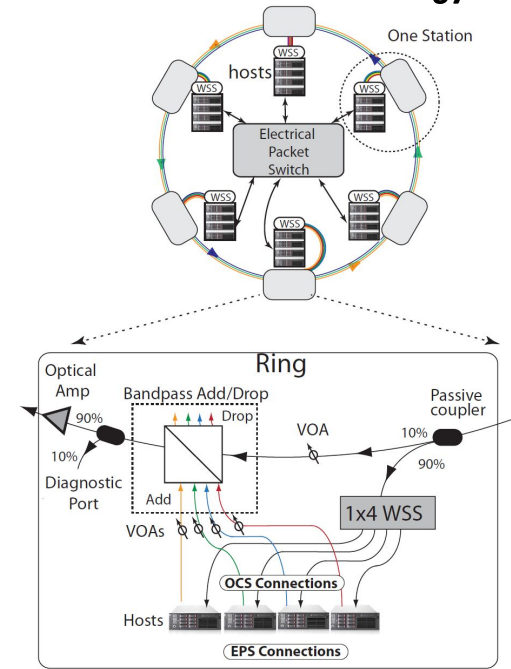 One Station
WSS
hosts
WSS
WSS
Electrical
Packet
Switch
WSS
WSS
WSS
Ring
Optical
Amp
90%
10%
Diagnostic
Port
Bandpass Add/Drop
Drop
Add
VOAs
VOA
Passive
coupler
10%
90%
1x4 WSS
OCS Connections
Hosts
EPS Connections